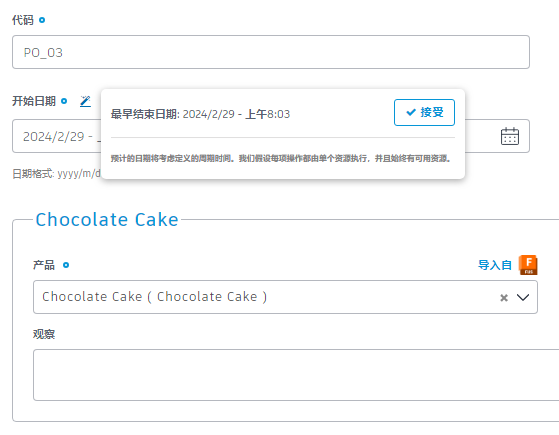 代码
PO_03
开始日期
最早结束日期: 2024/2/29 - 上午8:03
接受
预计的日期将考虑定义的周期时间。我们假设每项操作都由单个资源执行，并且始终有可用资源。
2024/2/29 -
日期格式: yyyy/m/d
Chocolate Cake
产品
导入自
F
FUS
Chocolate Cake ( Chocolate Cake )
观察